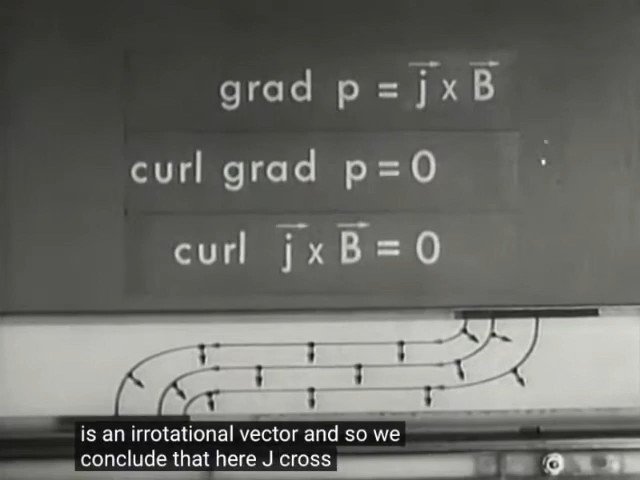 grad p = j⃗ x B⃗
curl grad p = 0
curl j⃗ x B⃗ = 0
is an irrotational vector and so we
conclude that here J cross